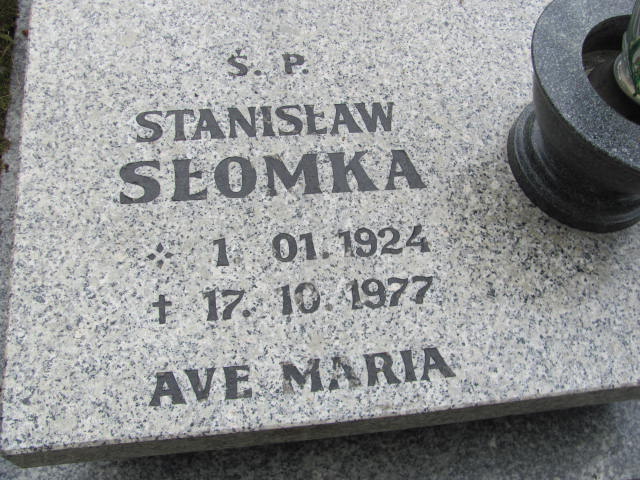 Ś. P.
STANISŁAW
SŁOMKA
⁘ 1. 01. 1924
† 17. 10. 1977
AVE MARIA